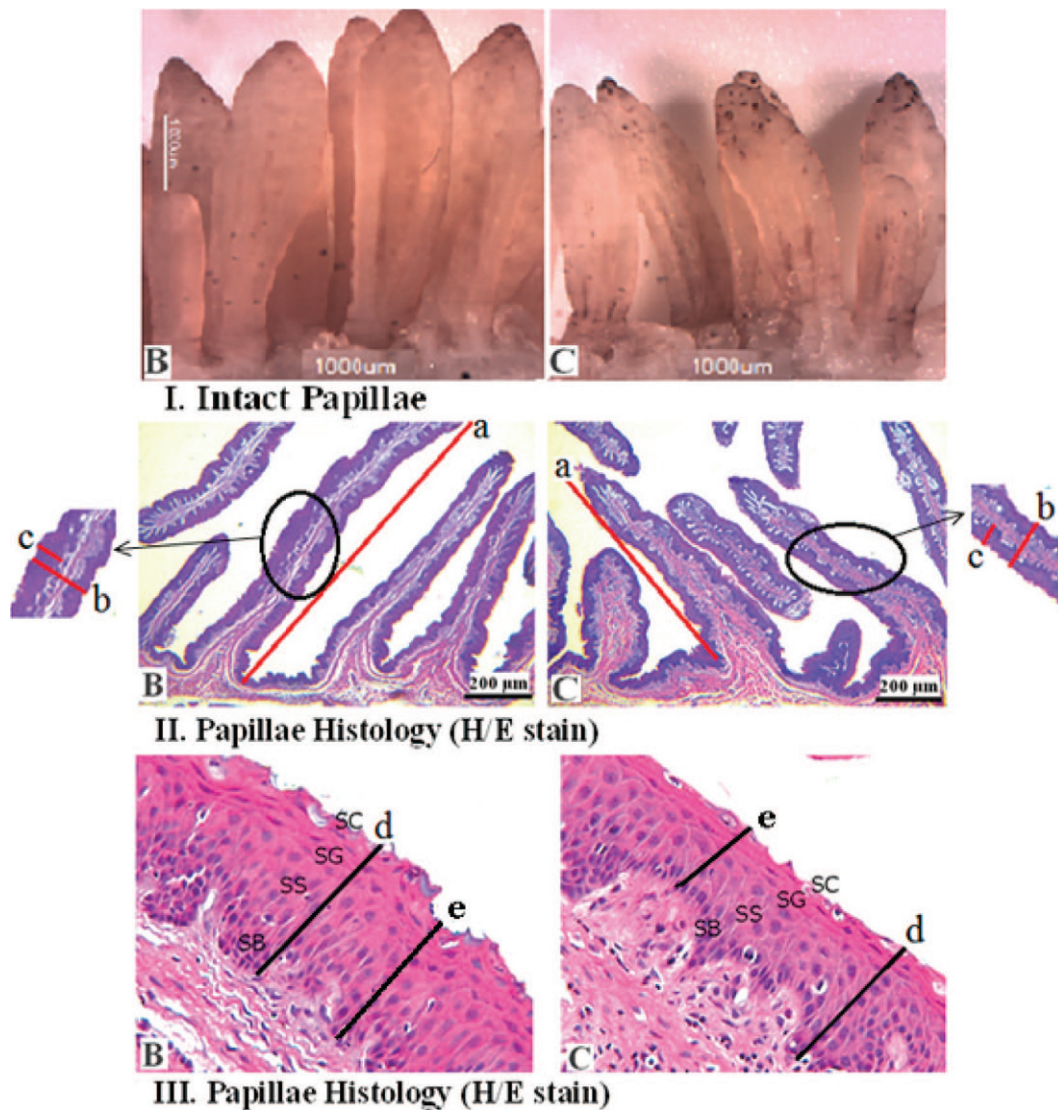 1000um
B
1000um
C
1000um
I. Intact Papillae
a
c
b
B
200 µm
a
b
c
C
200 µm
II. Papillae Histology (H/E stain)
SC
d
SG
SS
e
SB
B
e
SC
SG
SS
SB
d
C
III. Papillae Histology (H/E stain)